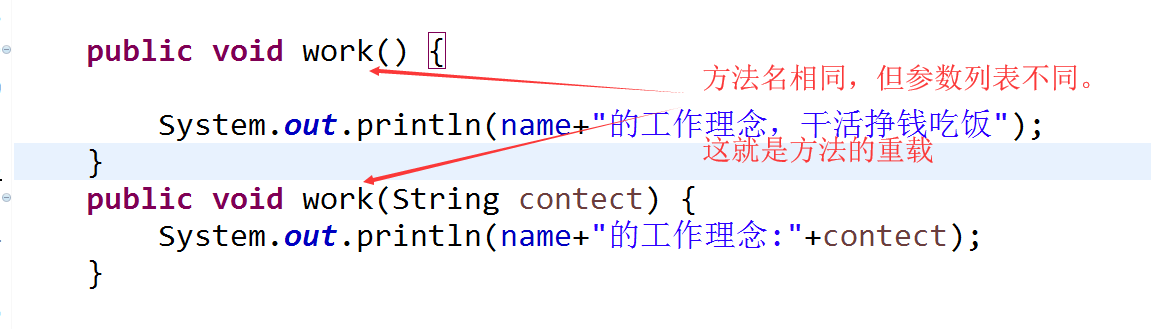 public void work() {
方法名相同，但参数列表不同。
System.out.println(name+"的工作理念，干活挣钱吃饭");
这就是方法的重载
}
public void work(String contect) {
System.out.println(name+"的工作理念:"+contect);
}